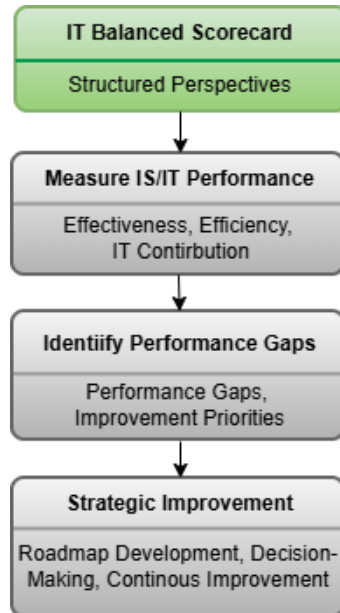 IT Balanced Scorecard
Structured Perspectives
Measure IS/IT Performance
Effectiveness, Efficiency,
IT Contirbution
Identiify Performance Gaps
Performance Gaps,
Improvement Priorities
Strategic Improvement
Roadmap Development, Decision-
Making, Continous Improvement